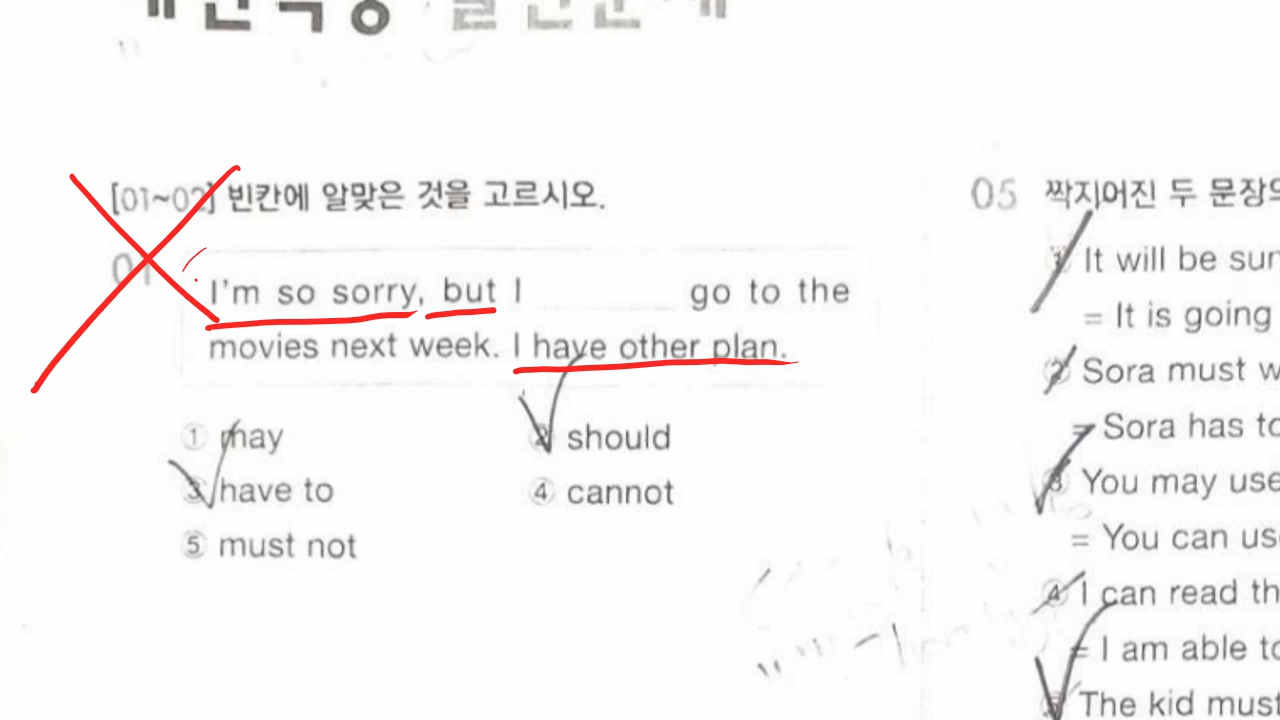 [01~02] 빈칸에 알맞은 것을 고르시오.
01
I'm so sorry, but I ______ go to the
movies next week. I have other plan.
① may
② should
③ have to
④ cannot
⑤ must not
05 짝지어진 두 문장의
① It will be sun
= It is going
② Sora must w
= Sora has to
③ You may use
= You can use
④ I can read th
= I am able to
⑤ The kid must